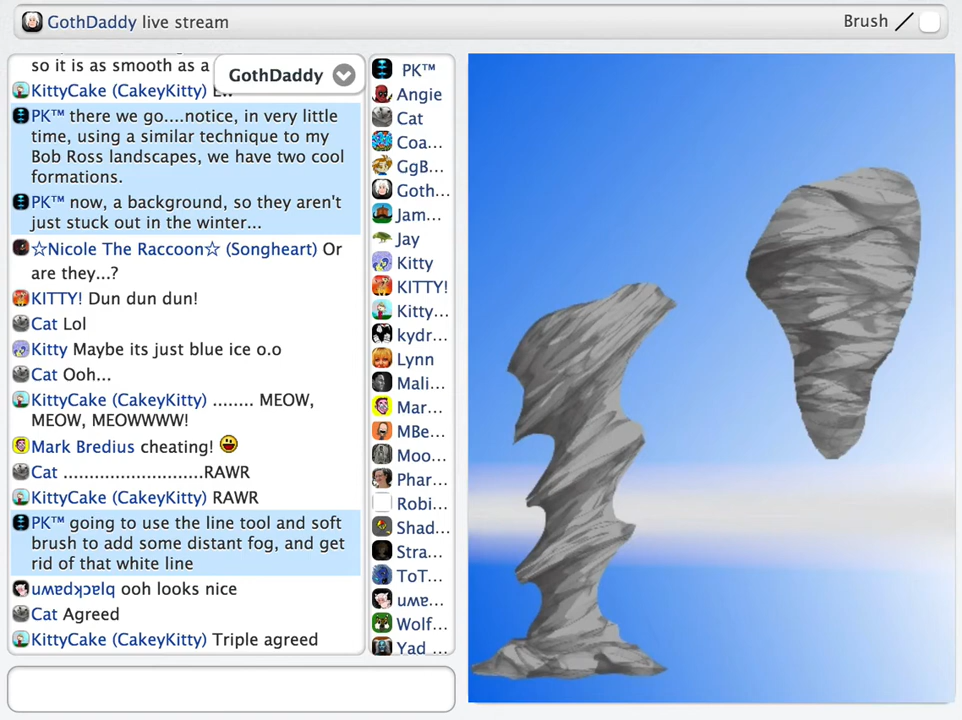 GothDaddy live stream
Brush
so it is as smooth as a
GothDaddy
KittyCake (CakeyKitty)
PK™ there we go....notice, in very little
time, using a similar technique to my
Bob Ross landscapes, we have two cool
formations.
PK™ now, a background, so they aren't
just stuck out in the winter...
☆Nicole The Raccoon☆ (Songheart) Or
are they...?
KITTY! Dun dun dun!
Cat Lol
Kitty Maybe its just blue ice o.o
Cat Ooh...
KittyCake (CakeyKitty) ........ MEOW,
MEOW, MEOWWWW!
Mark Bredius cheating!
Cat .........................RAWR
KittyCake (CakeyKitty) RAWR
PK™ going to use the line tool and soft
brush to add some distant fog, and get
rid of that white line
uʍɐdʞɔɐlq ooh looks nice
Cat Agreed
KittyCake (CakeyKitty) Triple agreed
PK™
Angie
Cat
Coa...
GgB...
Goth...
Jam...
Jay
Kitty
KITTY!
Kitty...
kydr...
Lynn
Mali...
Mar...
MBe...
Moo...
Phar...
Robi...
Shad...
Stra...
ToT...
uʍɐ...
Wolf...
Yad ...